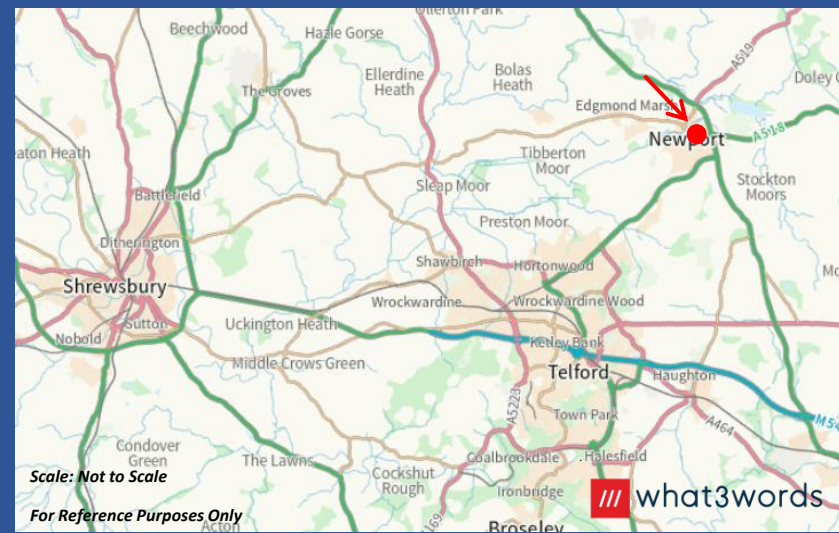 Ollerton Park
Beechwood
Hazle Gorse
A519
Ellerdine
Heath
Bolas
Heath
Doley
The Groves
Edgmond Marsh
Newport
A518
eaton Heath
Tibberton
Moor
Stockton
Moors
Battlefield
Sleap Moor
Preston Moor
Ditherington
Shawbirch
Hortonwood
Shrewsbury
Wrockwardine
Wrockwardine Wood
Sutton
Uckington Heath
Nobold
Ketley Bank
Middle Crows Green
Telford
Haughton
A5223
Town Park
M54
A464
Condover
Green
The Lawns
Coalbrookdale
Halesfield
Scale: Not to Scale
Cockshut
Rough
Ironbridge
/// what3words
For Reference Purposes Only
Acton
169
Broseley